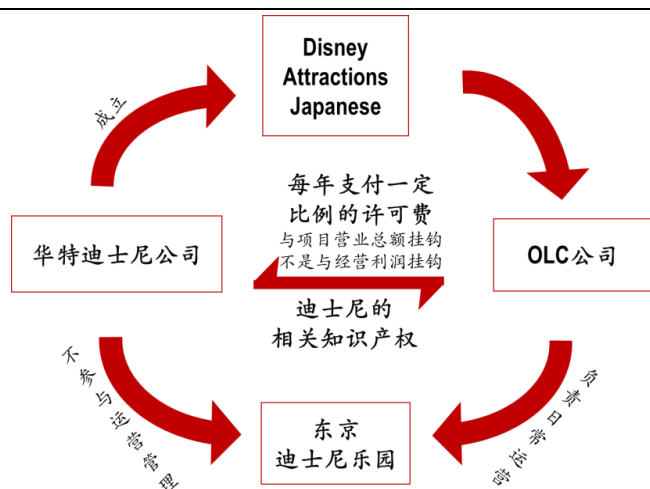 Disney
Attractions
Japanese
成立
每年支付一定
比例的许可费
与项目营业总额挂钩
不是与经营利润挂钩
华特迪士尼公司
OLC公司
迪士尼的
相关知识产权
不参与运营管理
负责日常运营
东京
迪士尼乐园